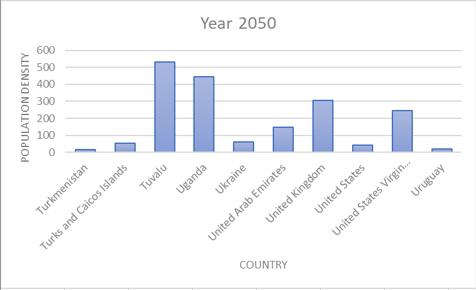 Year 2050
POPULATION DENSITY
600
500
400
300
200
100
0
Turkmenistan
Turks and Caicos Islands
Tuvalu
Uganda
Ukraine
United Arab Emirates
United Kingdom
United States
United States Virgin...
Uruguay
COUNTRY